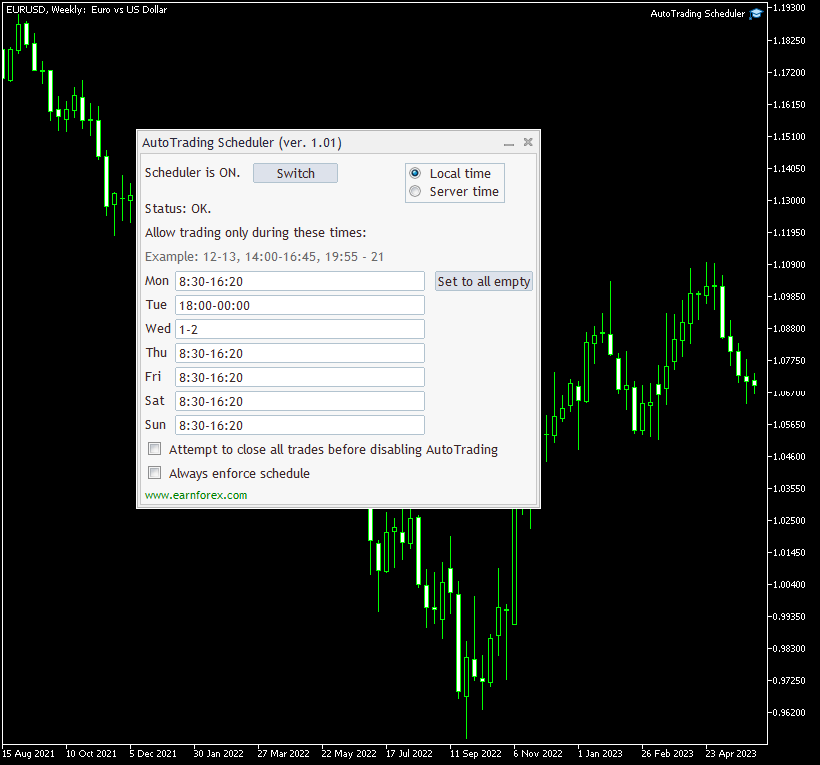 EURUSD, Weekly: Euro vs US Dollar
AutoTrading Scheduler
1.19300
1.18250
1.17200
1.16150
1.15100
1.14050
1.13000
1.11950
1.10900
1.09850
1.08800
1.07750
1.06700
1.05650
1.04600
1.03550
1.02500
1.01450
1.00400
0.99350
0.98300
0.97250
0.96200
AutoTrading Scheduler (ver. 1.01)
Scheduler is ON.
Switch
Local time
Server time
Status: OK.
Allow trading only during these times:
Example: 12-13, 14:00-16:45, 19:55 - 21
Mon 8:30-16:20
Set to all empty
Tue 18:00-00:00
Wed 1-2
Thu 8:30-16:20
Fri 8:30-16:20
Sat 8:30-16:20
Sun 8:30-16:20
Attempt to close all trades before disabling AutoTrading
Always enforce schedule
www.earnforex.com
15 Aug 2021 10 Oct 2021 5 Dec 2021 30 Jan 2022 27 Mar 2022 22 May 2022 17 Jul 2022 11 Sep 2022 6 Nov 2022 1 Jan 2023 26 Feb 2023 23 Apr 2023